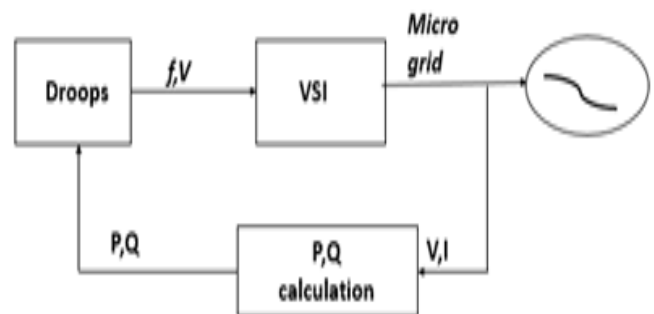 Micro
grid
Droops
f,V
VSI
P,Q
P,Q
calculation
V,I